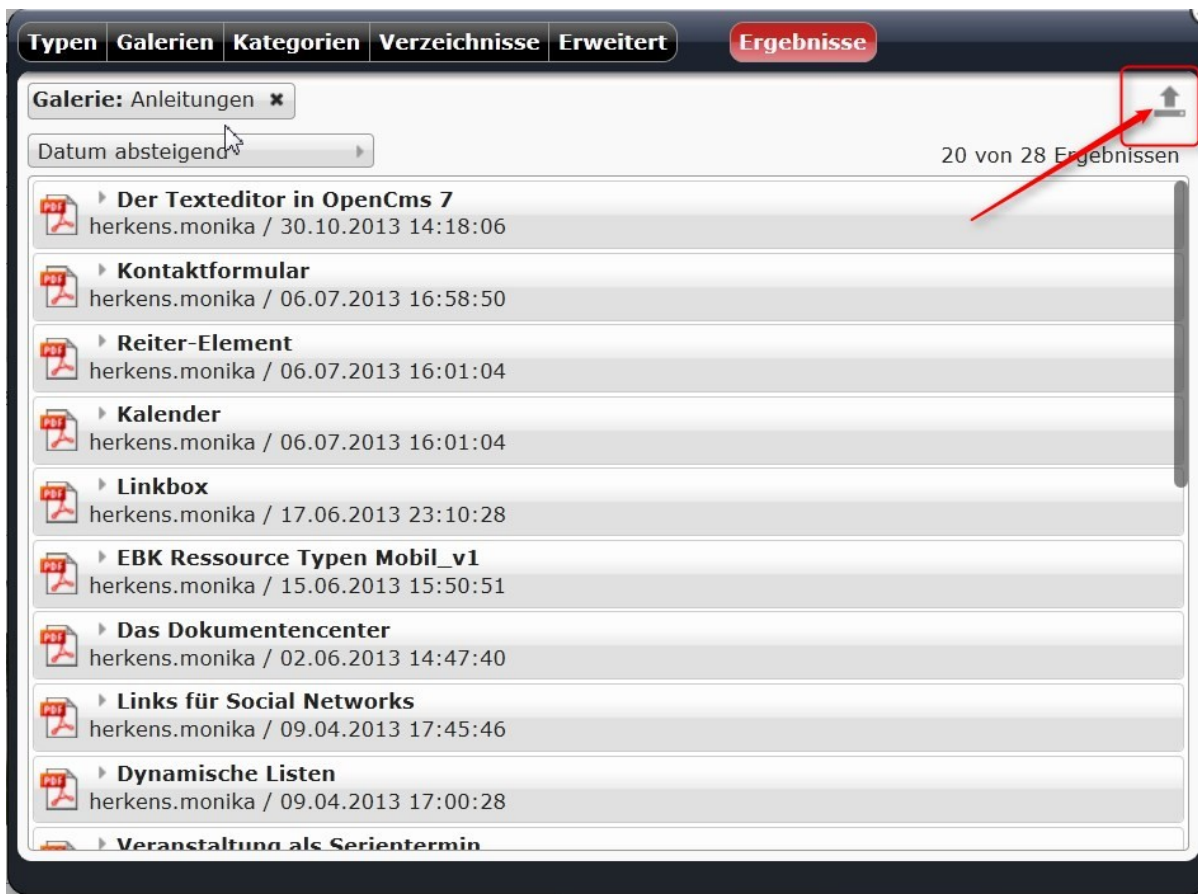 Typen Galerien Kategorien Verzeichnisse Erweitert Ergebnisse
Galerie: Anleitungen ✖
Datum absteigend
20 von 28 Ergebnissen
Der Texteditor in OpenCms 7
herkens.monika / 30.10.2013 14:18:06
Kontaktformular
herkens.monika / 06.07.2013 16:58:50
Reiter-Element
herkens.monika / 06.07.2013 16:01:04
Kalender
herkens.monika / 06.07.2013 16:01:04
Linkbox
herkens.monika / 17.06.2013 23:10:28
EBK Ressource Typen Mobil_v1
herkens.monika / 15.06.2013 15:50:51
Das Dokumentencenter
herkens.monika / 02.06.2013 14:47:40
Links für Social Networks
herkens.monika / 09.04.2013 17:45:46
Dynamische Listen
herkens.monika / 09.04.2013 17:00:28
Veranstaltung als Serientermin